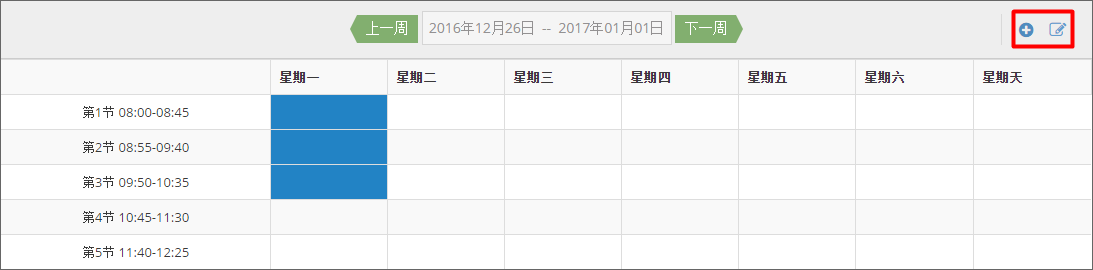 上一周 2016年12月26日 -- 2017年01月01日 下一周
星期一 星期二 星期三 星期四 星期五 星期六 星期天
第1节 08:00-08:45
第2节 08:55-09:40
第3节 09:50-10:35
第4节 10:45-11:30
第5节 11:40-12:25